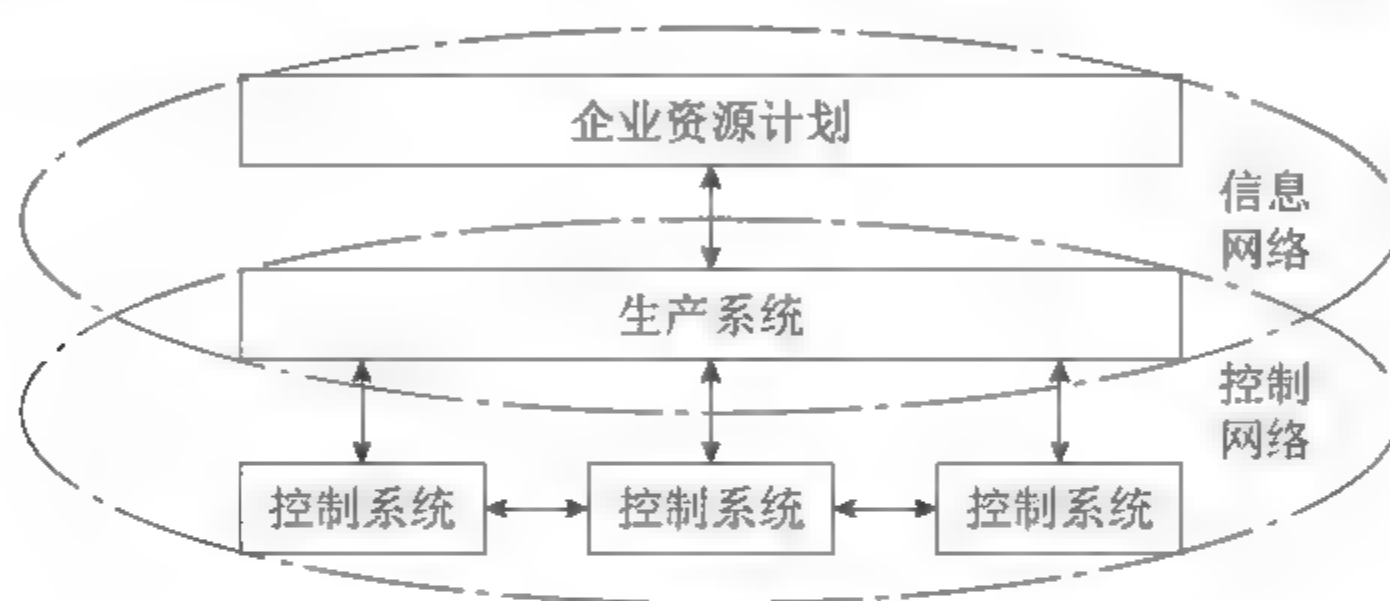 企业资源计划
信息
网络
生产系统
控制
网络
控制系统
控制系统
控制系统